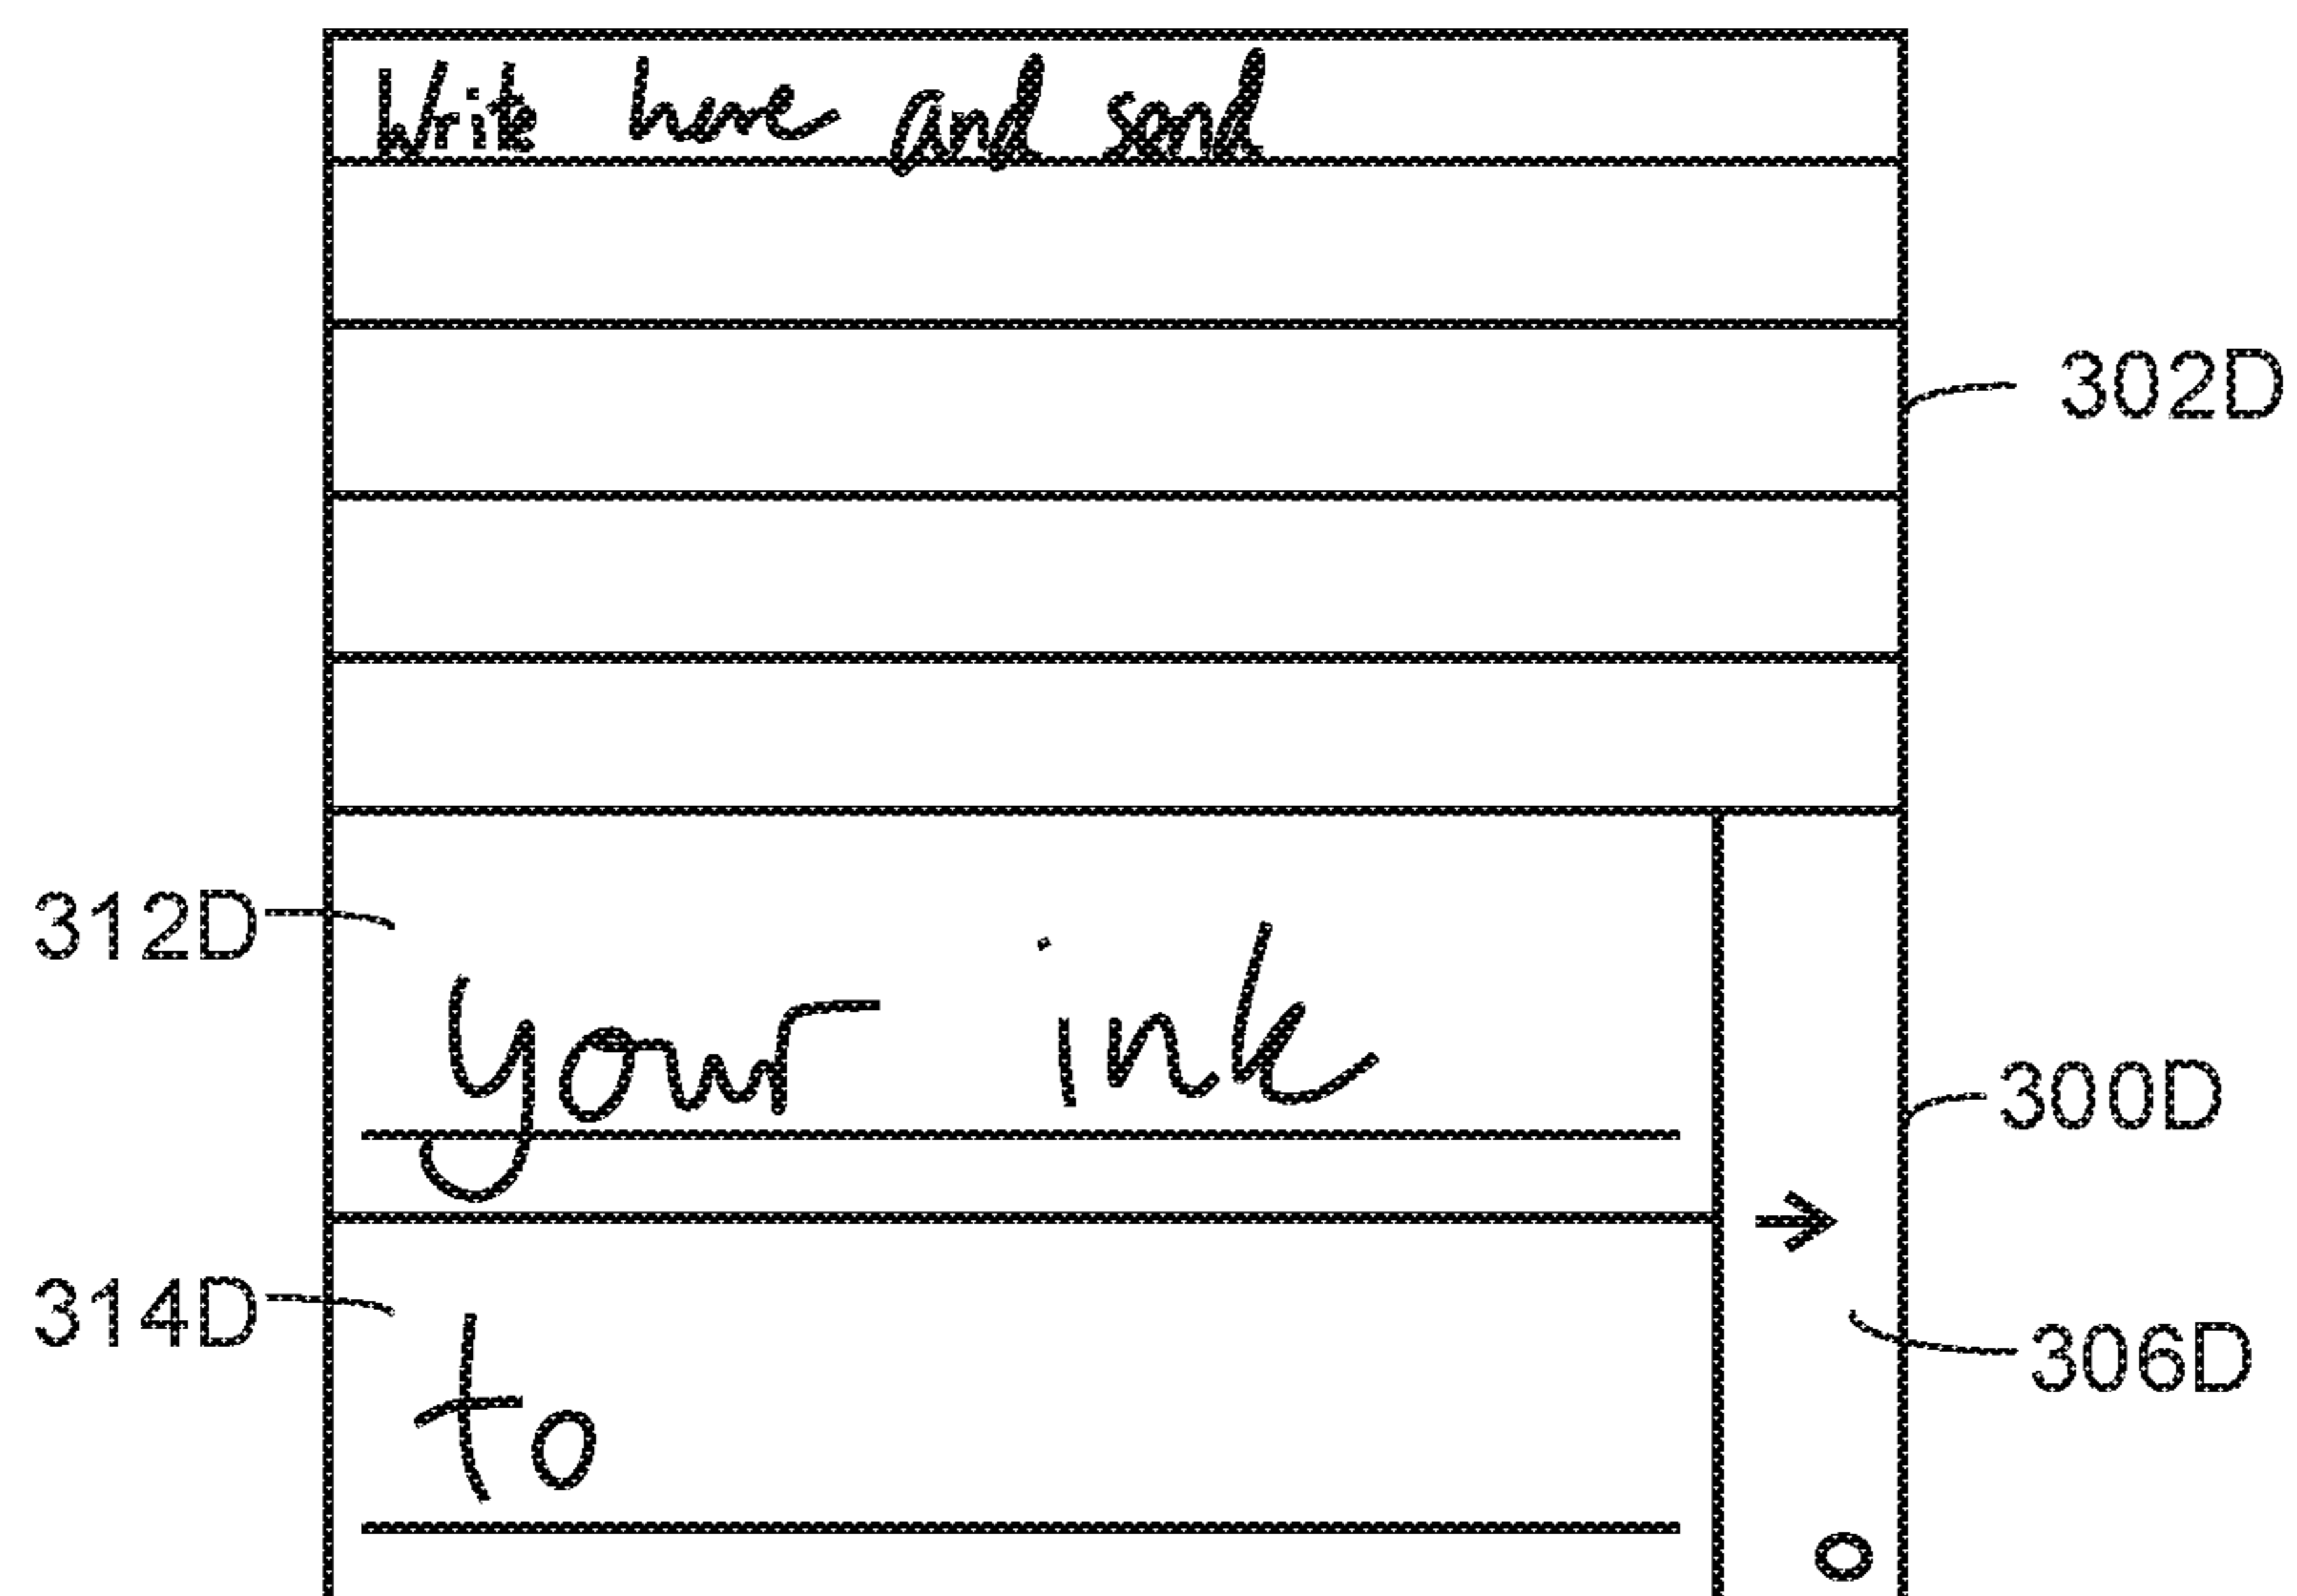 Write here and send
302D
312D
your ink
300D
314D
to
306D